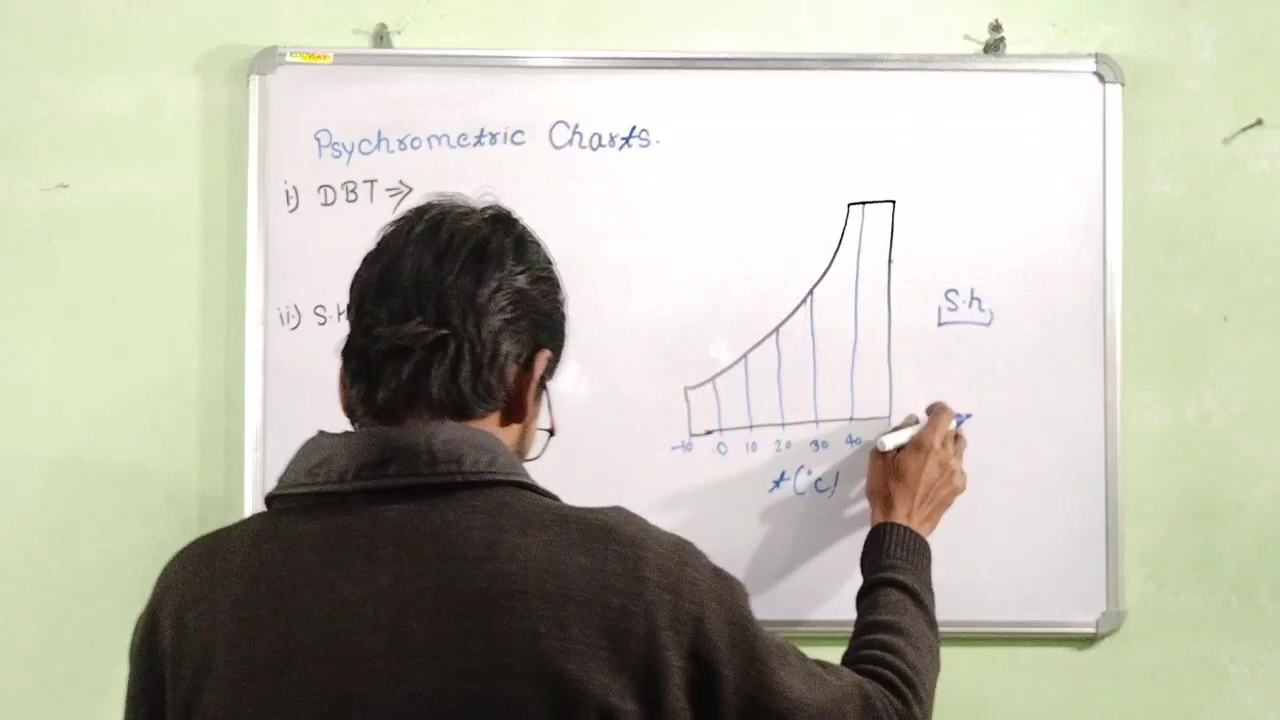 Psychrometric Charts.
i.) DBT ⇒
ii.) S.H
S.h
-10 0 10 20 30 40
t (°c)